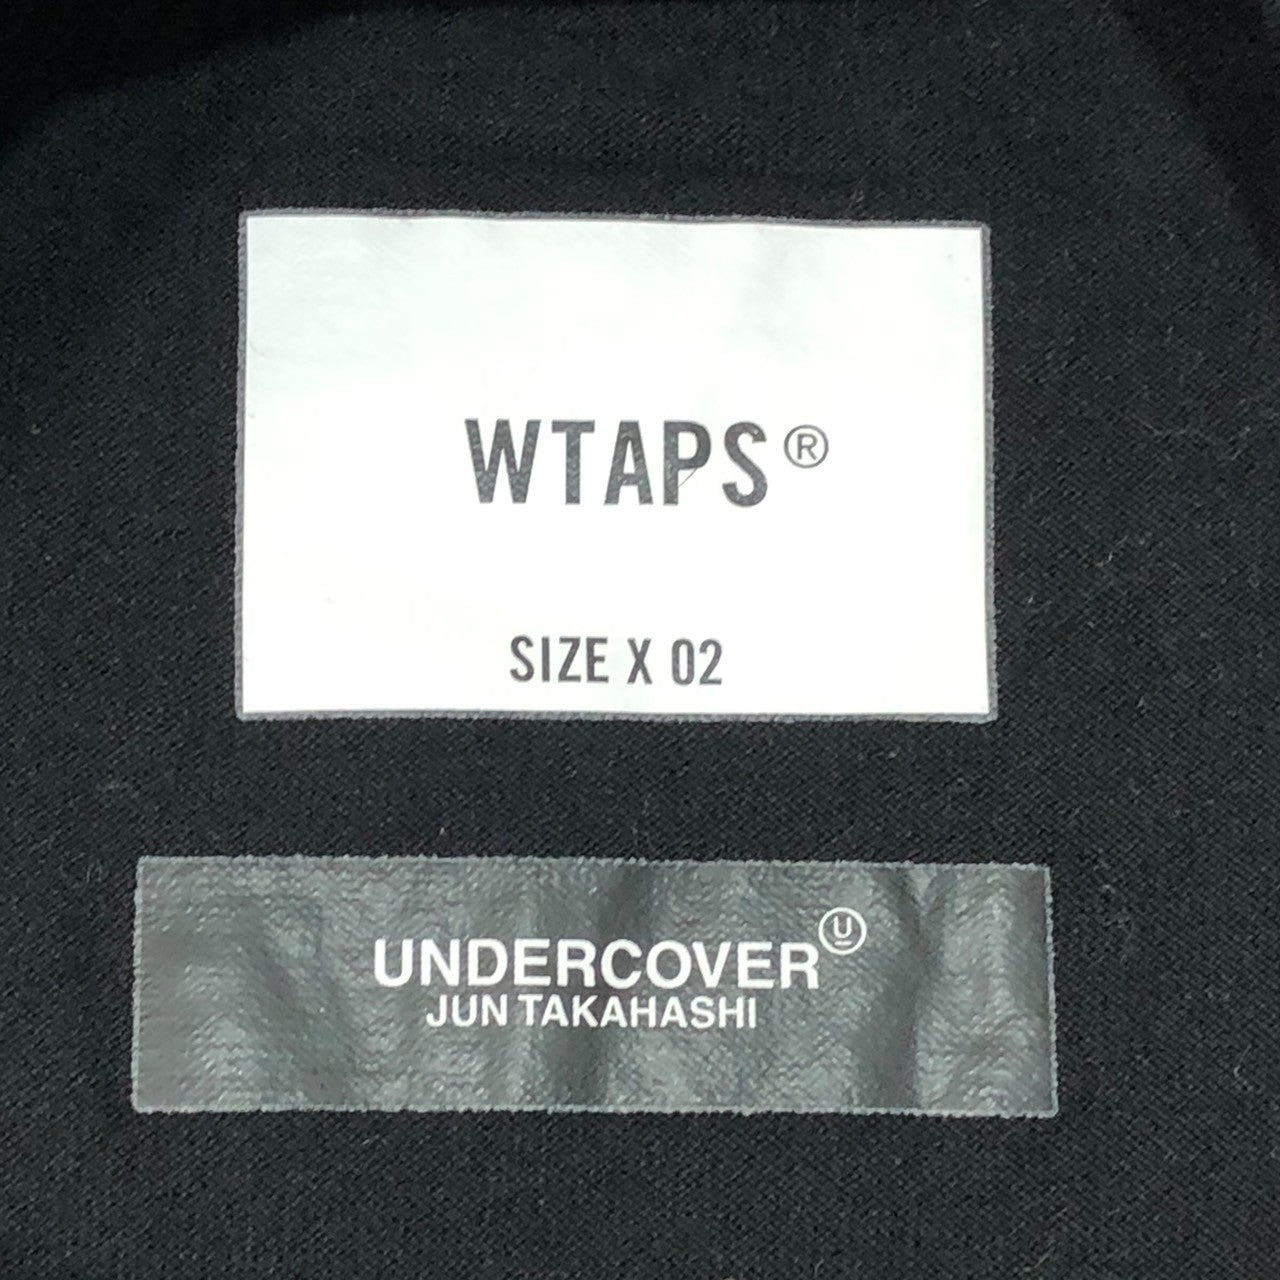 WTAPS®
SIZE X 02
UNDERCOVER Ⓤ
JUN TAKAHASHI